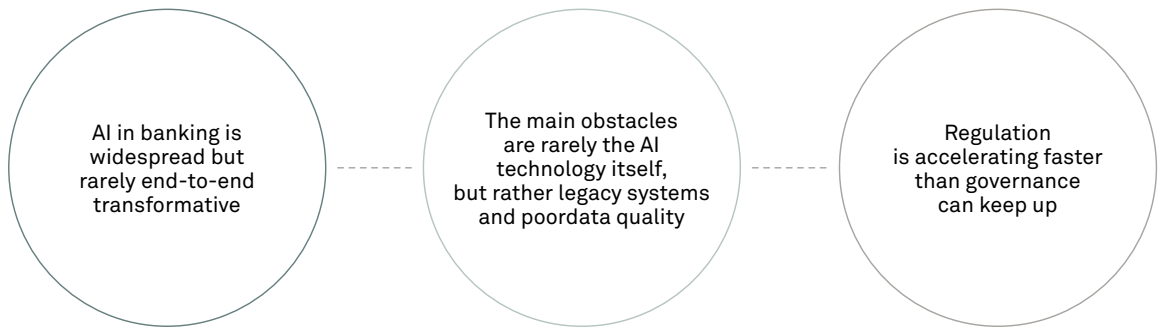 AI in banking is
widespread but
rarely end-to-end
transformative
The main obstacles
are rarely the AI
technology itself,
but rather legacy systems
and poordata quality
Regulation
is accelerating faster
than governance
can keep up